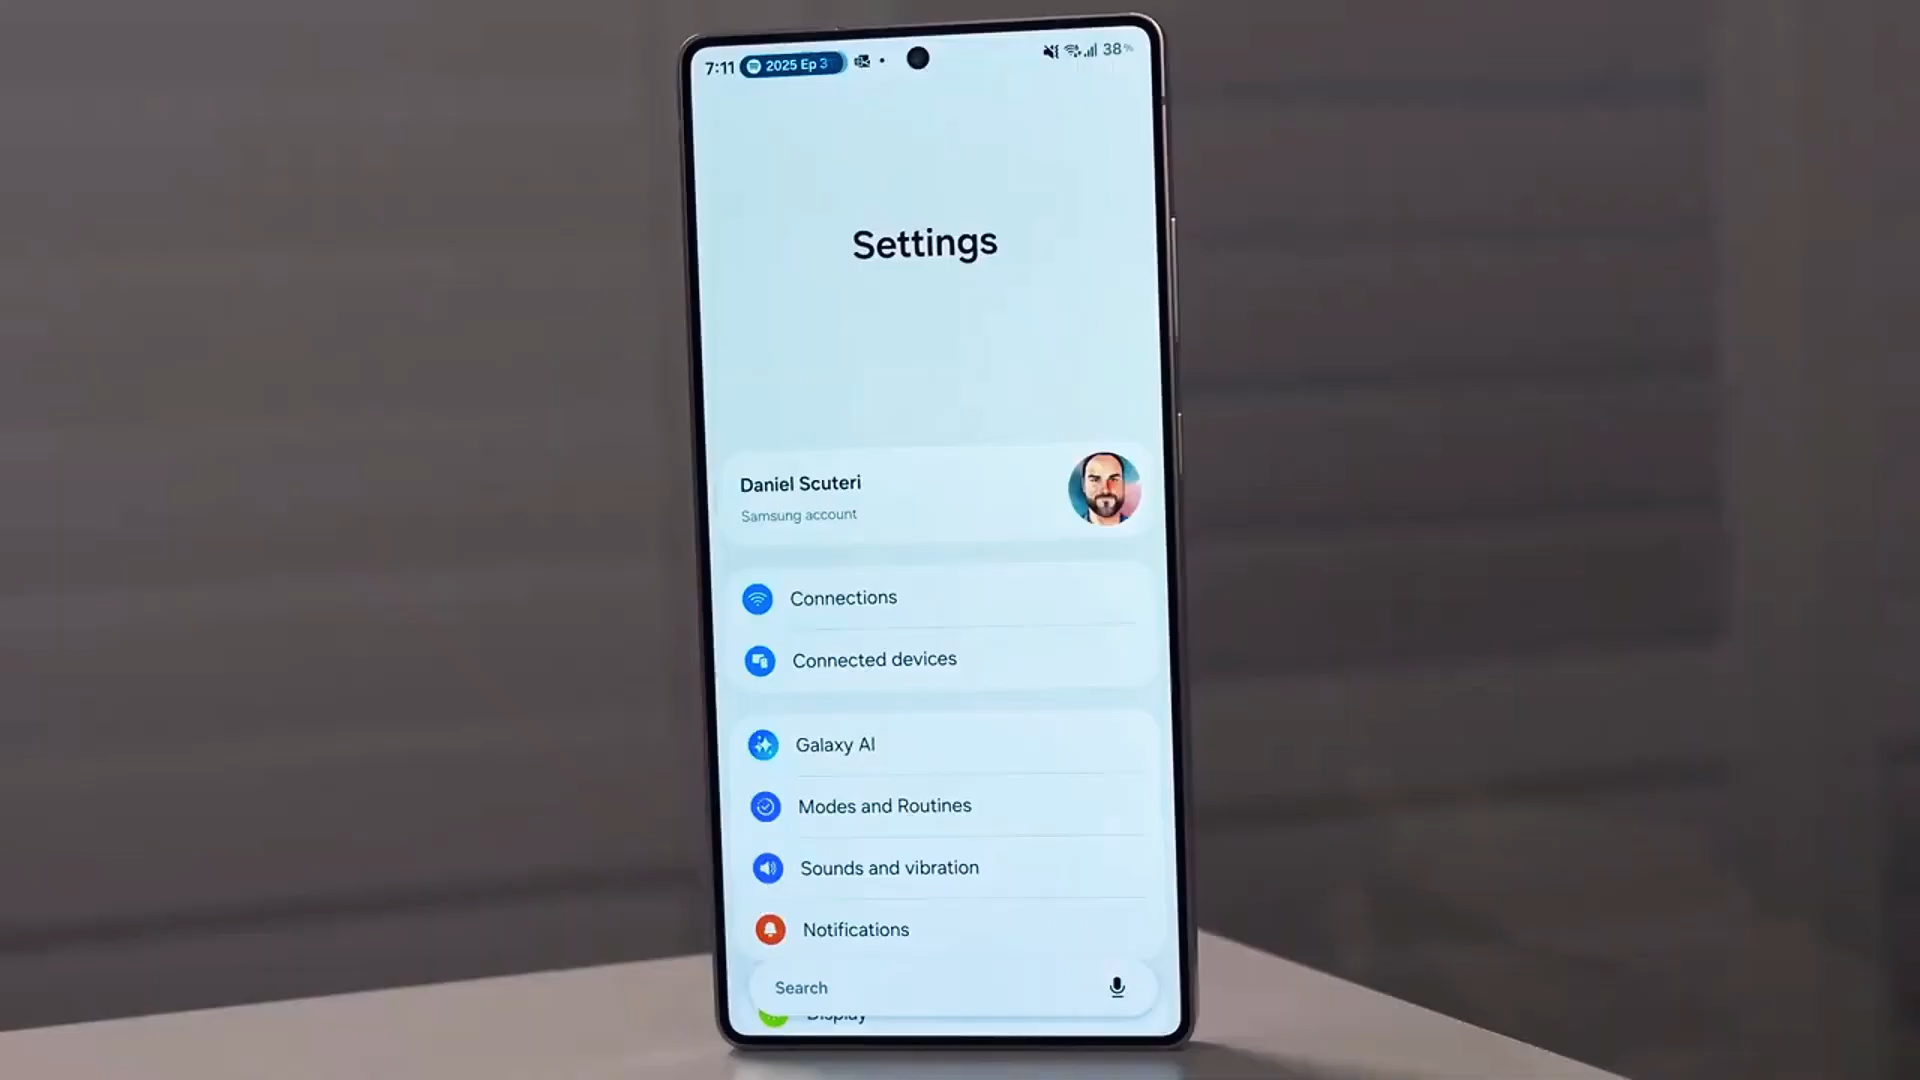 7:11 2025 Ep 3 38%
Settings
Daniel Scuteri
Samsung account
Connections
Connected devices
Galaxy AI
Modes and Routines
Sounds and vibration
Notifications
Search
Display